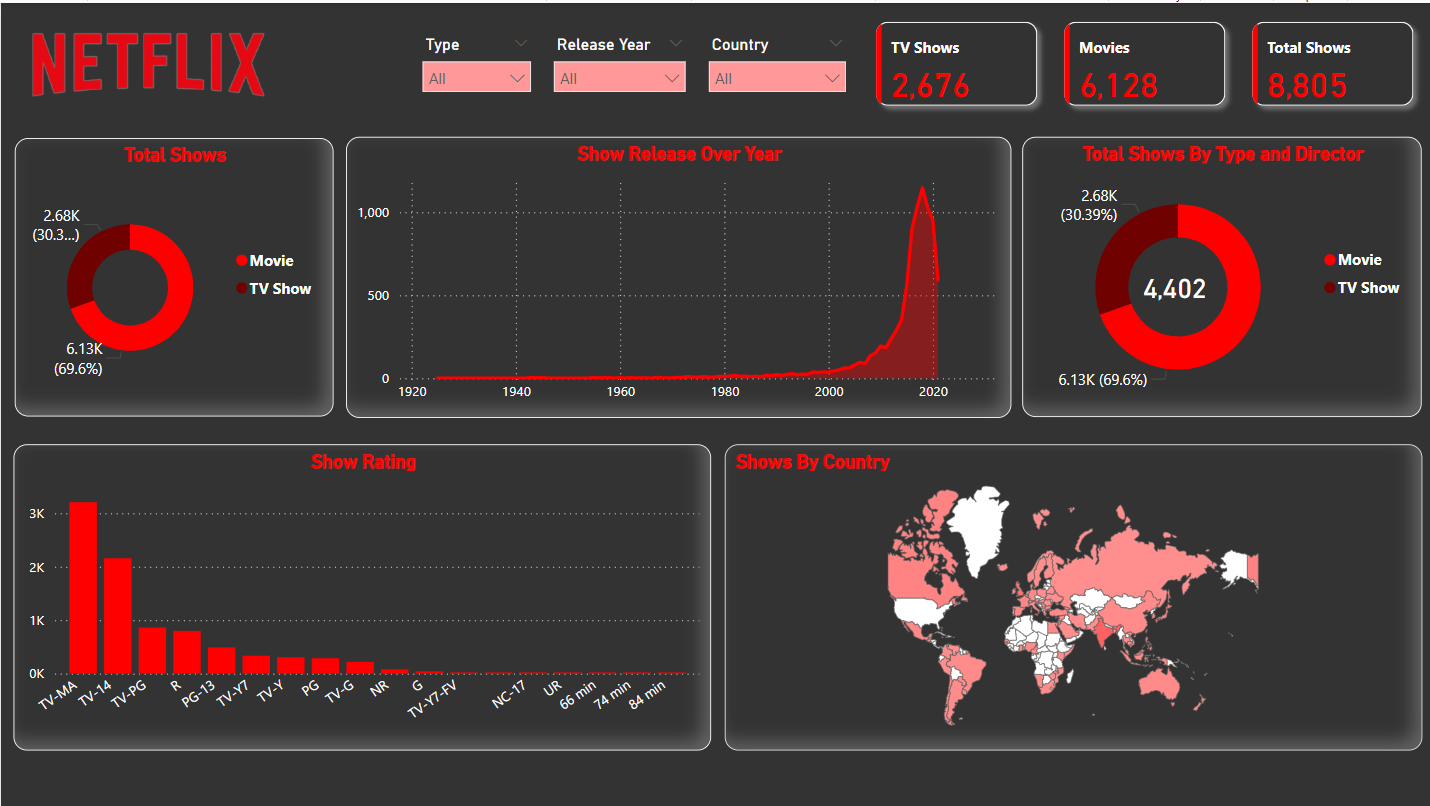 NETFLIX
Type
Release Year
Country
All
All
All
TV Shows
2,676
Movies
6,128
Total Shows
8,805
Total Shows
2.68K
(30.3...)
6.13K
(69.6%)
Movie
TV Show
Show Release Over Year
1,000
500
0
1920
1940
1960
1980
2000
2020
Total Shows By Type and Director
2.68K
(30.39%)
4,402
6.13K (69.6%)
Movie
TV Show
Show Rating
3K
2K
1K
0K
TV-MA
TV-14
TV-PG
R
PG-13
TV-Y7
TV-Y
PG
TV-G
NR
G
TV-Y7-FV
NC-17
UR
66 min
74 min
84 min
Shows By Country